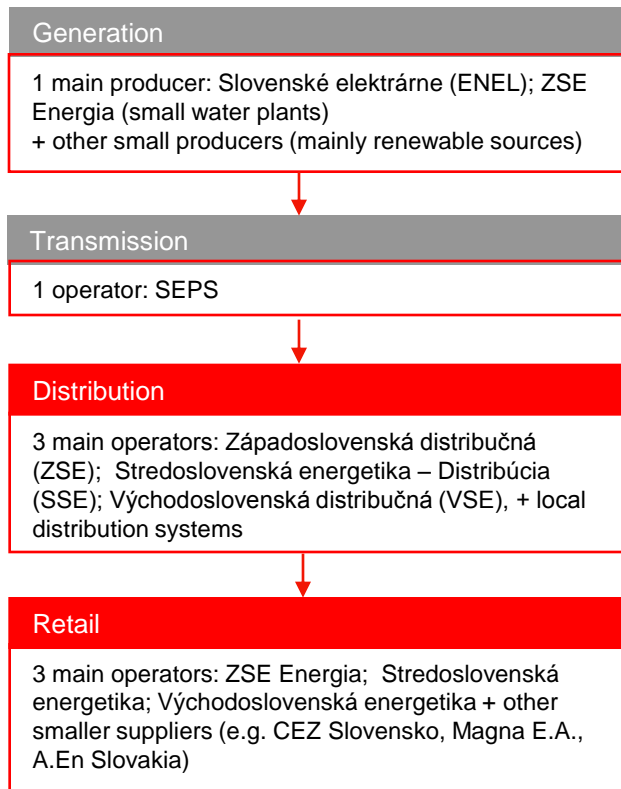 Generation
1 main producer: Slovenské elektrárne (ENEL); ZSE
Energia (small water plants)
+ other small producers (mainly renewable sources)
Transmission
1 operator: SEPS
Distribution
3 main operators: Západoslovenská distribučná
(ZSE);  Stredoslovenská energetika – Distribúcia
(SSE); Východoslovenská distribučná (VSE), + local
distribution systems
Retail
3 main operators: ZSE Energia;  Stredoslovenská
energetika; Východoslovenská energetika + other
smaller suppliers (e.g. CEZ Slovensko, Magna E.A.,
A.En Slovakia)